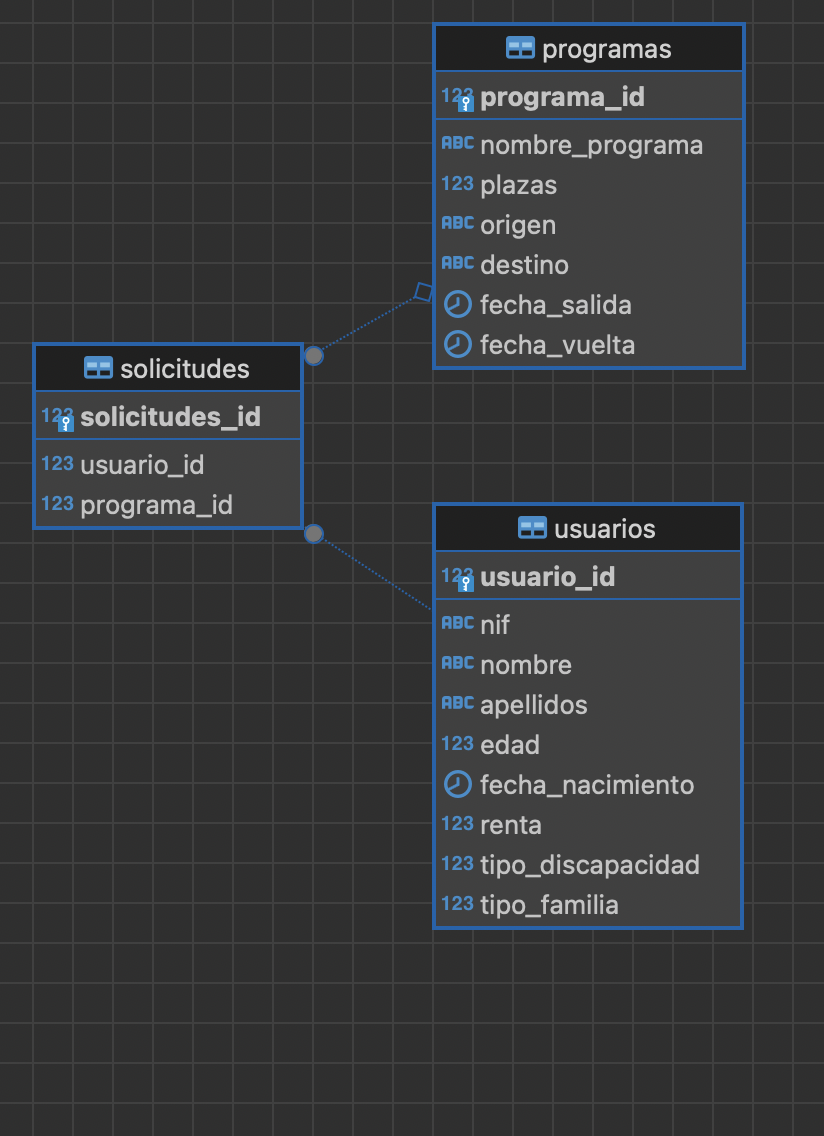 programas
123 programa_id
ABC nombre_programa
123 plazas
ABC origen
ABC destino
fecha_salida
fecha_vuelta
solicitudes
123 solicitudes_id
123 usuario_id
123 programa_id
usuarios
123 usuario_id
ABC nif
ABC nombre
ABC apellidos
123 edad
fecha_nacimiento
123 renta
123 tipo_discapacidad
123 tipo_familia